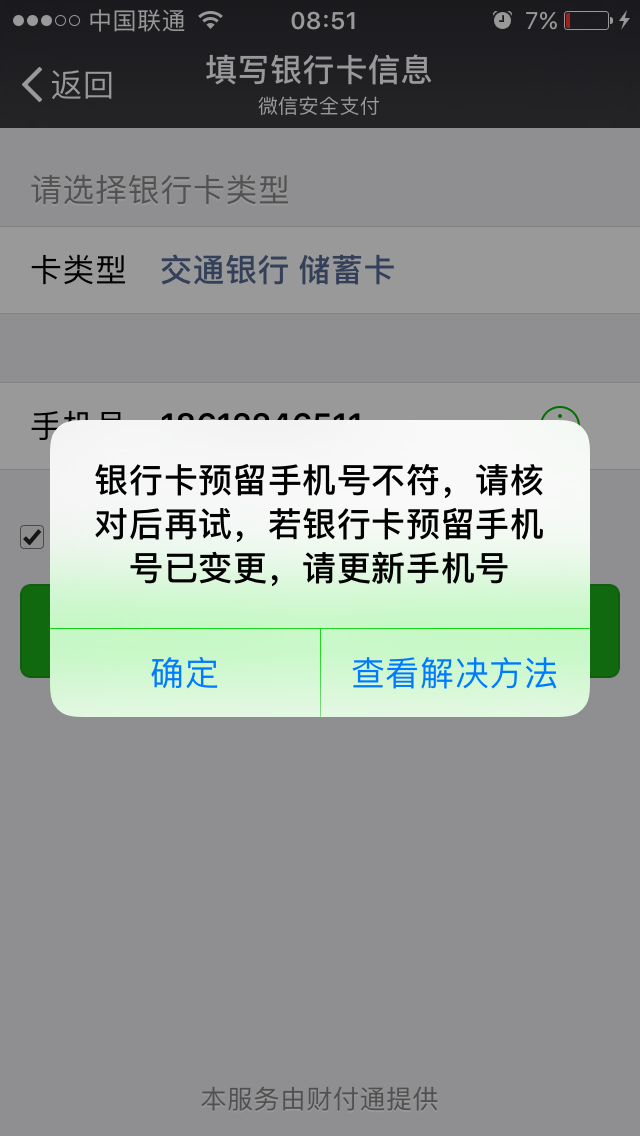 中国联通 08:51 7%
返回 填写银行卡信息
微信安全支付
请选择银行卡类型
卡类型 交通银行 储蓄卡
手机号
银行卡预留手机号不符，请核
对后再试，若银行卡预留手机
号已变更，请更新手机号
确定 查看解决方法
本服务由财付通提供